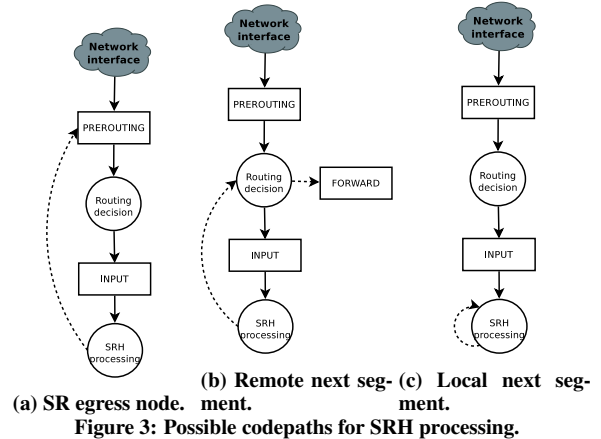 Network
interface
PREROUTING
Routing
decision
INPUT
SRH
processing
(a) SR egress node.
Network
interface
PREROUTING
Routing
decision
FORWARD
INPUT
SRH
processing
(b) Remote next seg-
ment.
Network
interface
PREROUTING
Routing
decision
INPUT
SRH
processing
(c) Local next seg-
ment.
Figure 3: Possible codepaths for SRH processing.